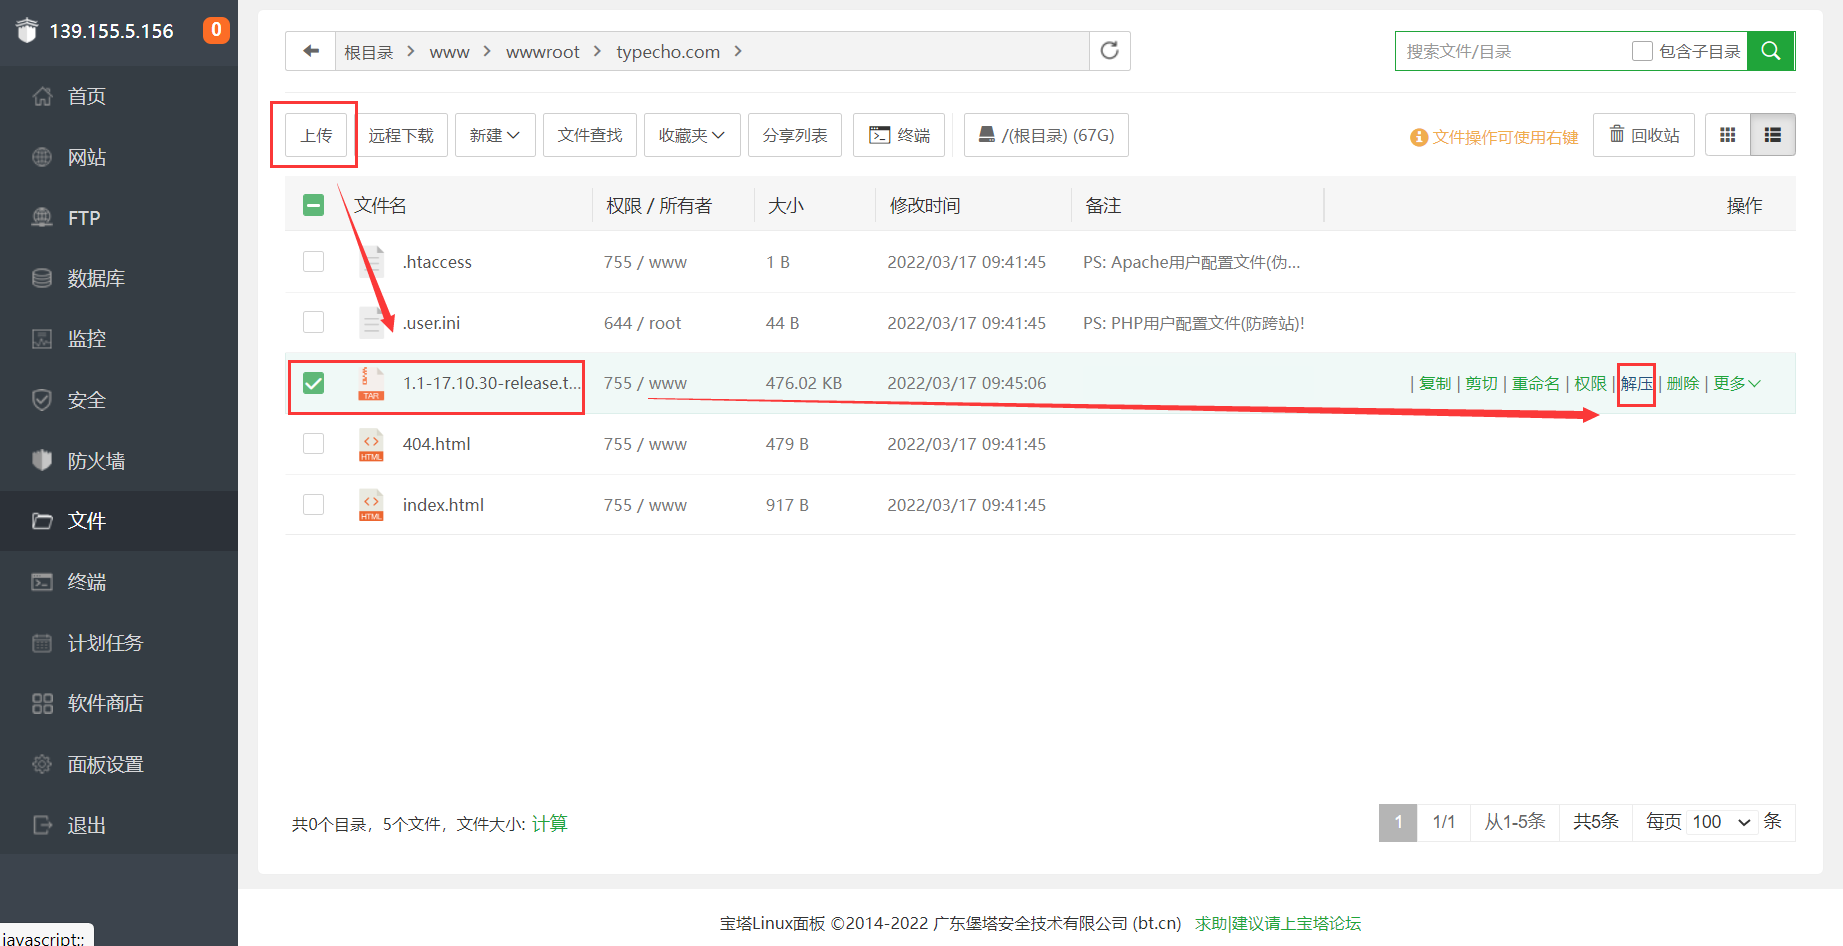 139.155.5.156 0
首页
网站
FTP
数据库
监控
安全
防火墙
文件
终端
计划任务
软件商店
面板设置
退出
javascript:;
根目录 > www > wwwroot > typecho.com >
搜索文件/目录 包含子目录
上传 远程下载 新建 文件查找 收藏夹 分享列表 终端 /(根目录) (67G)
文件操作可使用右键 回收站
文件名 权限 / 所有者 大小 修改时间 备注 操作
.htaccess 755 / www 1 B 2022/03/17 09:41:45 PS: Apache用户配置文件(伪...
.user.ini 644 / root 44 B 2022/03/17 09:41:45 PS: PHP用户配置文件(防跨站)!
TAR 1.1-17.10.30-release.t... 755 / www 476.02 KB 2022/03/17 09:45:06 | 复制 | 剪切 | 重命名 | 权限 | 解压 | 删除 | 更多
HTML 404.html 755 / www 479 B 2022/03/17 09:41:45
HTML index.html 755 / www 917 B 2022/03/17 09:41:45
共0个目录，5个文件，文件大小: 计算
1 1/1 从1-5条 共5条 每页 100 条
宝塔Linux面板 ©2014-2022 广东堡塔安全技术有限公司 (bt.cn) 求助|建议请上宝塔论坛